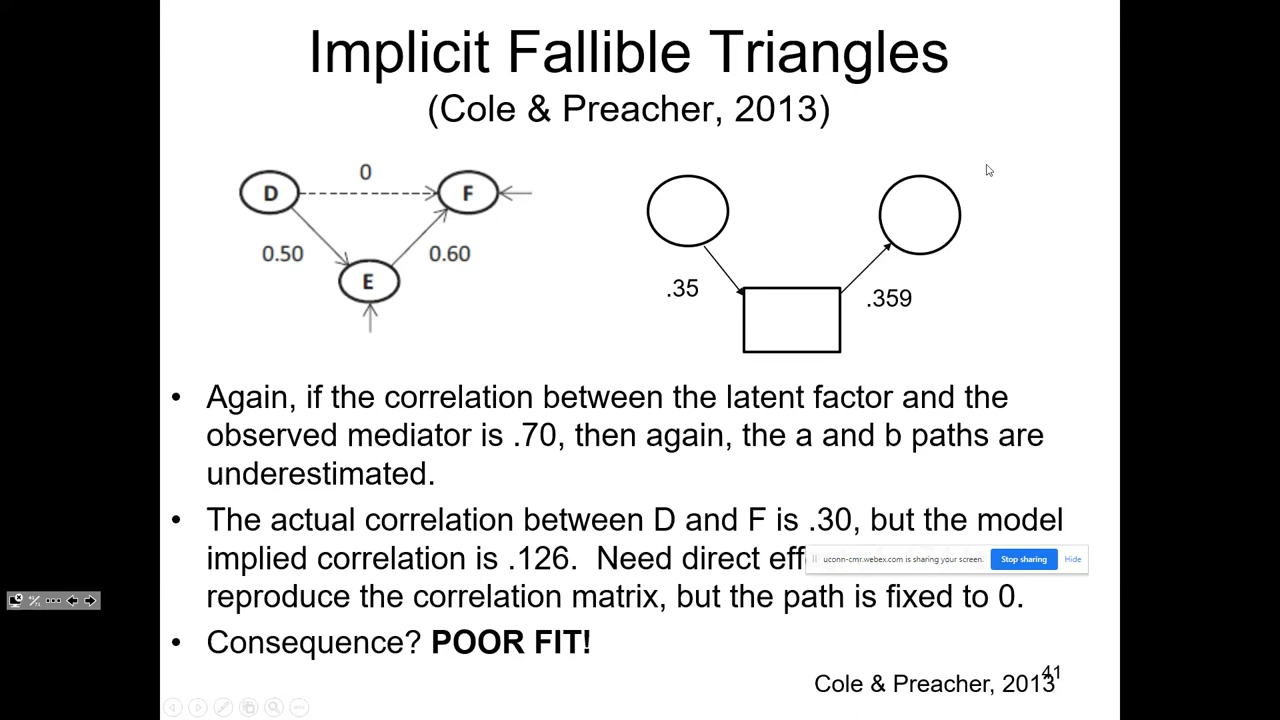 Implicit Fallible Triangles
(Cole & Preacher, 2013)
0
D
F
0.50
0.60
E
.35
.359
• Again, if the correlation between the latent factor and the
observed mediator is .70, then again, the a and b paths are
underestimated.
• The actual correlation between D and F is .30, but the model
implied correlation is .126. Need direct
uconn-cmr.webex.com is sharing your screen.
Stop sharing
Hide
reproduce the correlation matrix, but the path is fixed to 0.
• Consequence? POOR FIT!
41
Cole & Preacher, 2013